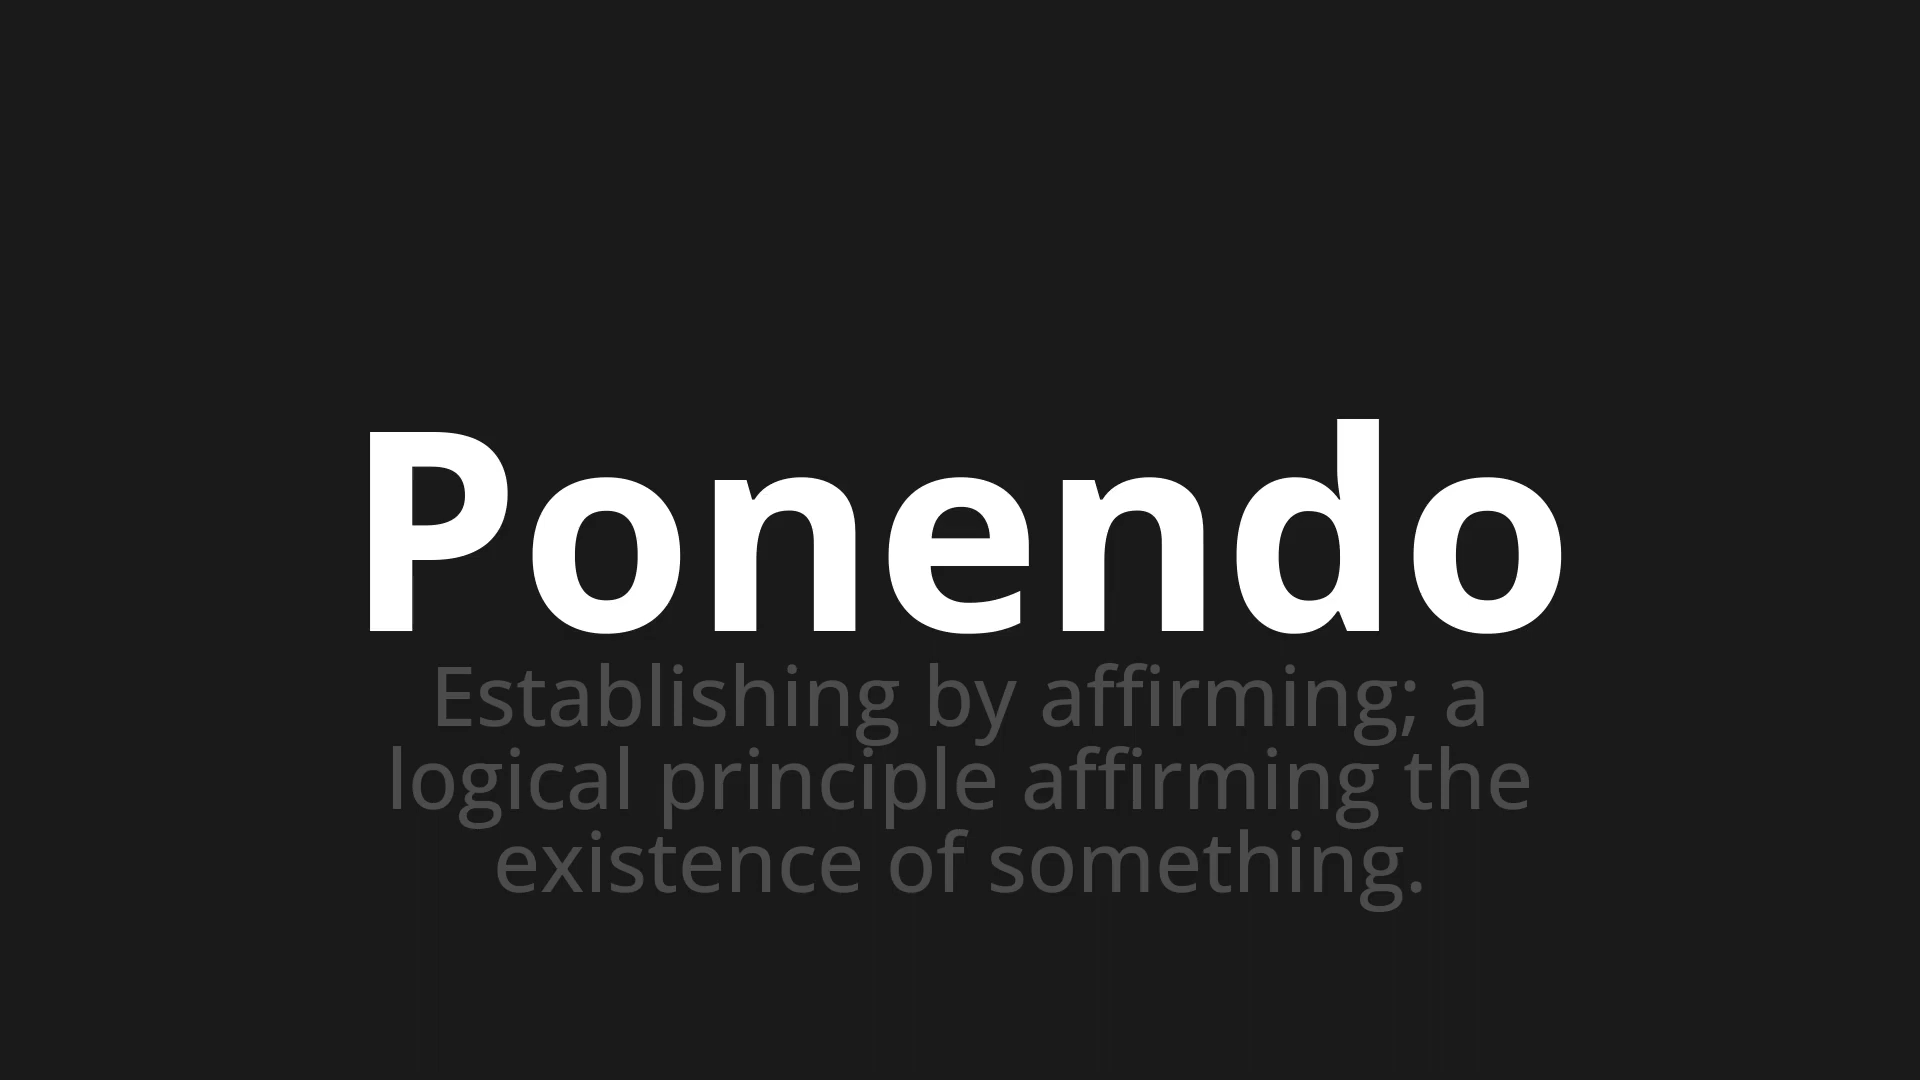 Ponendo
Establishing by affirming; a
logical principle affirming the
existence of something.